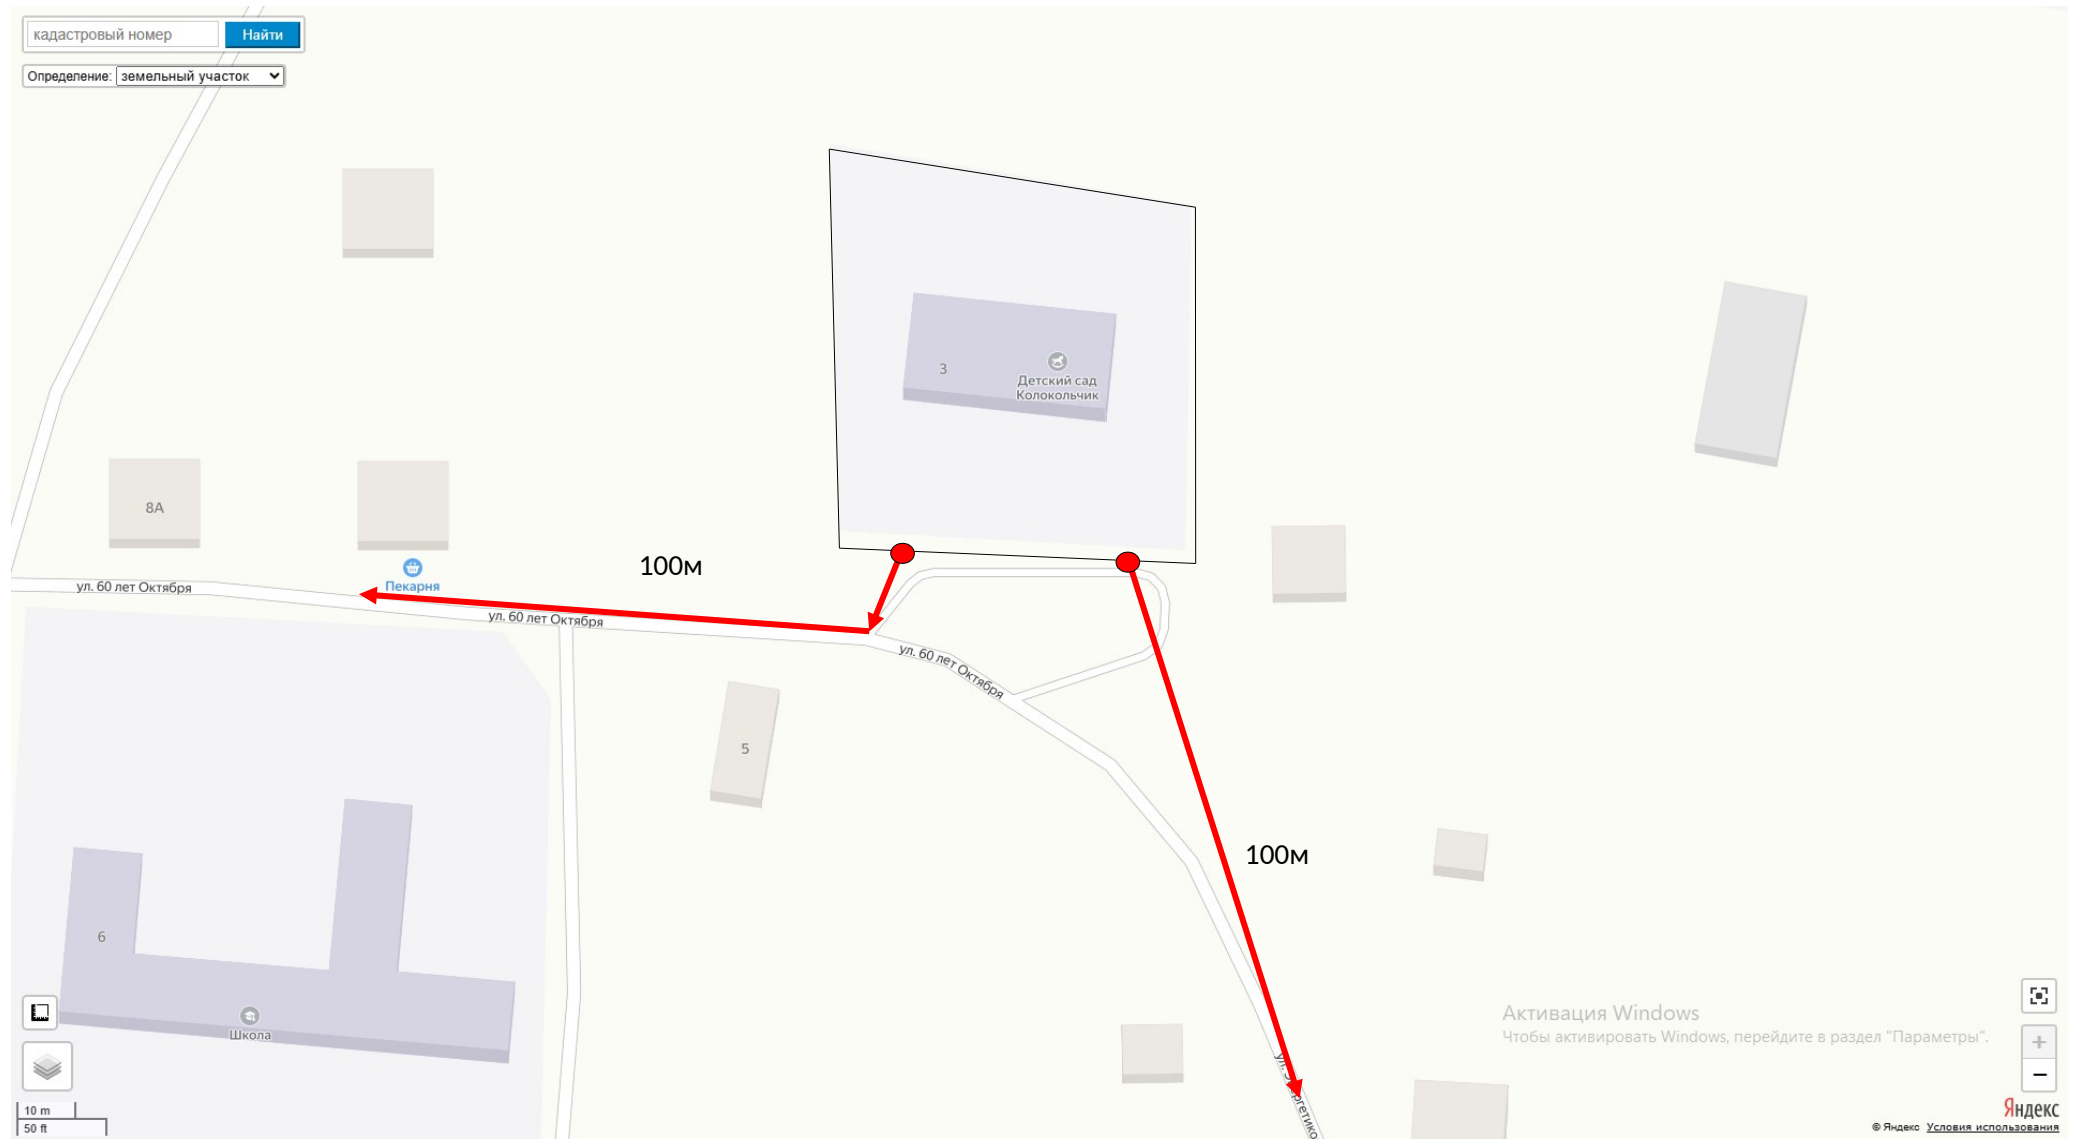 кадастровый номер
Найти
Определение: земельный участок
3
Детский сад
Колокольчик
8А
100м
Пекарня
ул. 60 лет Октября
ул. 60 лет Октября
ул. 60 лет Октября
5
100м
6
Школа
Активация Windows
Чтобы активировать Windows, перейдите в раздел "Параметры".
ул.
10 m
50 ft
Яндекс
© Яндекс Условия использования